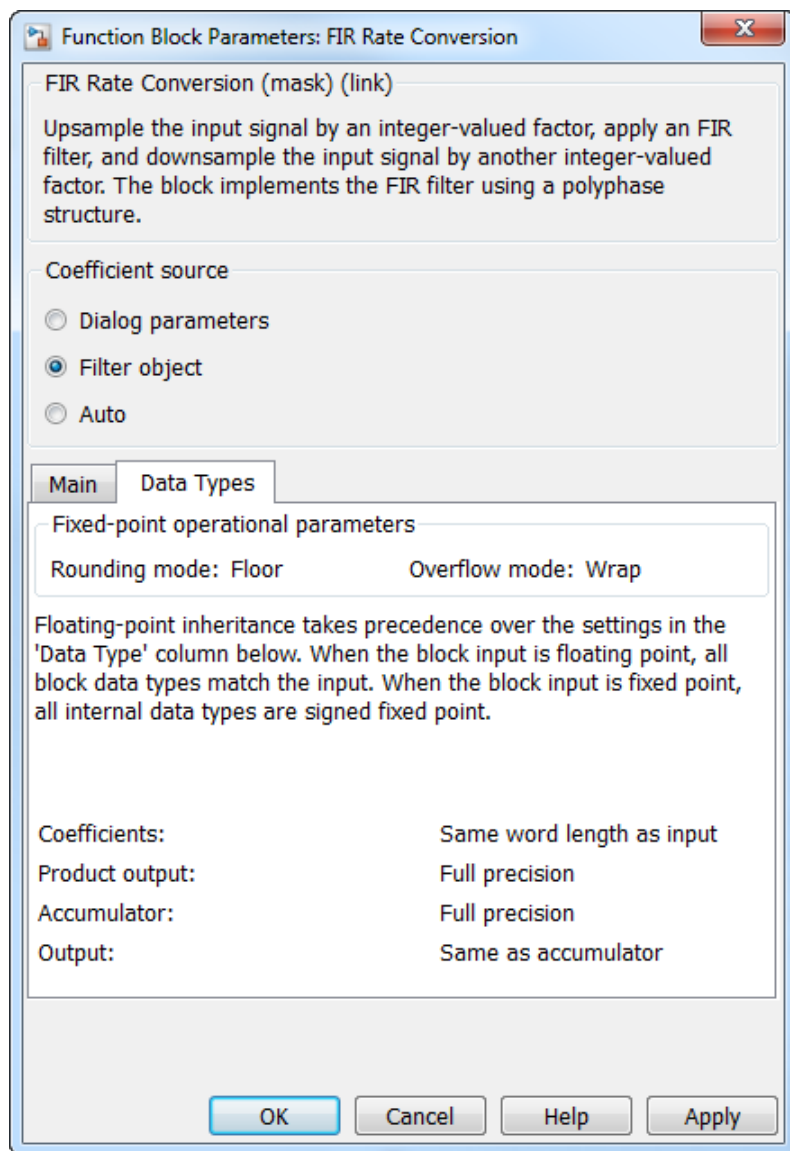 Function Block Parameters: FIR Rate Conversion
FIR Rate Conversion (mask) (link)
Upsample the input signal by an integer-valued factor, apply an FIR
filter, and downsample the input signal by another integer-valued
factor. The block implements the FIR filter using a polyphase
structure.
Coefficient source
Dialog parameters
Filter object
Auto
Main Data Types
Fixed-point operational parameters
Rounding mode: Floor Overflow mode: Wrap
Floating-point inheritance takes precedence over the settings in the
'Data Type' column below. When the block input is floating point, all
block data types match the input. When the block input is fixed point,
all internal data types are signed fixed point.
Coefficients: Same word length as input
Product output: Full precision
Accumulator: Full precision
Output: Same as accumulator
OK Cancel Help Apply